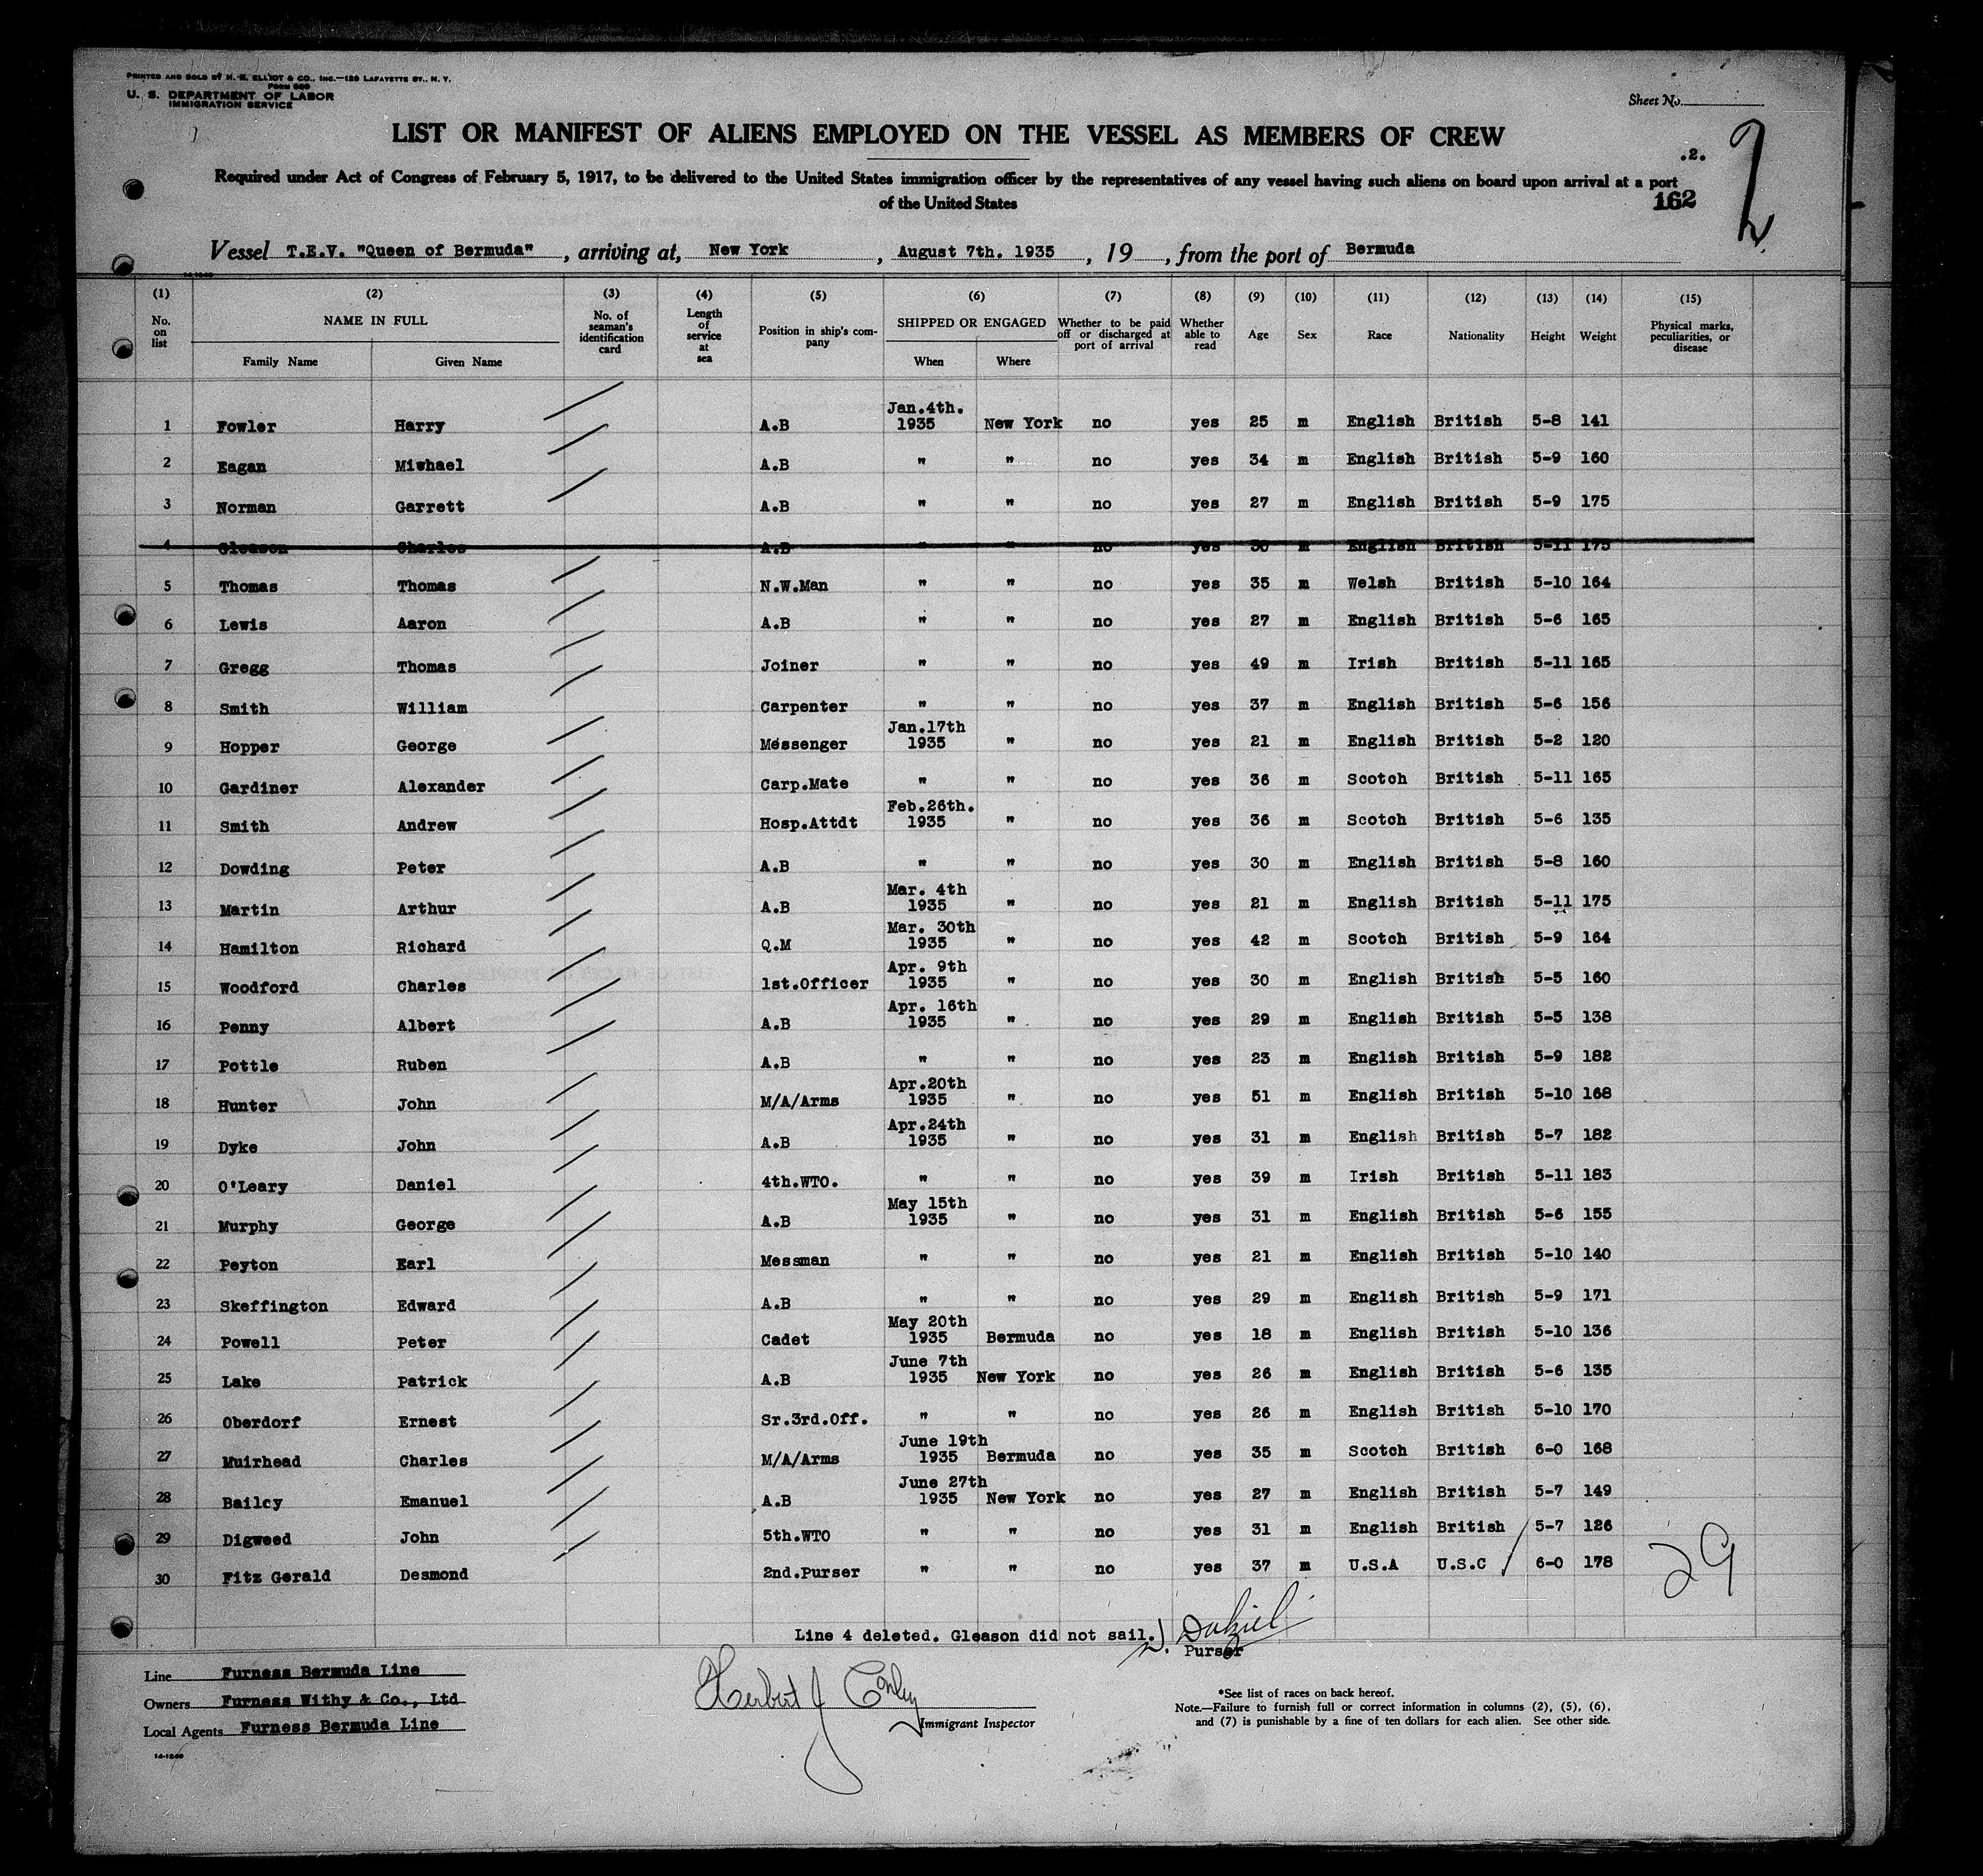 PRINTED AND SOLD BY H. R. ELLIOT & CO., INC.—129 LAFAYETTE ST., N. Y.
FORM 680
U. S. DEPARTMENT OF LABOR
IMMIGRATION SERVICE
Sheet No.
LIST OR MANIFEST OF ALIENS EMPLOYED ON THE VESSEL AS MEMBERS OF CREW
.2.
2
Required under Act of Congress of February 5, 1917, to be delivered to the United States immigration officer by the representatives of any vessel having such aliens on board upon arrival at a port
of the United States
162
Vessel T.E.V. "Queen of Bermuda", arriving at, New York, August 7th. 1935, 19, from the port of Bermuda
14-1240
(1) (2) (3) (4) (5) (6) (7) (8) (9) (10) (11) (12) (13) (14) (15)
No. on list NAME IN FULL Family Name Given Name No. of seaman's identification card Length of service at sea Position in ship's company SHIPPED OR ENGAGED When Where Whether to be paid off or discharged at port of arrival Whether able to read Age Sex Race Nationality Height Weight Physical marks, peculiarities, or disease
1 Fowler Harry A.B Jan.4th. 1935 New York no yes 25 m English British 5-8 141
2 Eagan Mishael A.B " " no yes 34 m English British 5-9 160
3 Norman Garrett A.B " " no yes 27 m English British 5-9 175
4 Gleason Charles A.B " " no yes 30 m English British 5-11 175
5 Thomas Thomas N.W.Man " " no yes 35 m Welsh British 5-10 164
6 Lewis Aaron A.B " " no yes 27 m English British 5-6 165
7 Gregg Thomas Joiner " " no yes 49 m Irish British 5-11 165
8 Smith William Carpenter " " no yes 37 m English British 5-6 156
9 Hopper George Messenger Jan.17th 1935 " no yes 21 m English British 5-2 120
10 Gardiner Alexander Carp.Mate " " no yes 36 m Scotch British 5-11 165
11 Smith Andrew Hosp.Attdt Feb.26th. 1935 " no yes 36 m Scotch British 5-6 135
12 Dowding Peter A.B " " no yes 30 m English British 5-8 160
13 Martin Arthur A.B Mar. 4th 1935 " no yes 21 m English British 5-11 175
14 Hamilton Richard Q.M Mar. 30th 1935 " no yes 42 m Scotch British 5-9 164
15 Woodford Charles 1st.Officer Apr. 9th 1935 " no yes 30 m English British 5-5 160
16 Penny Albert A.B Apr. 16th 1935 " no yes 29 m English British 5-5 138
17 Pottle Ruben A.B " " no yes 23 m English British 5-9 182
18 Hunter John M/A/Arms Apr.20th 1935 " no yes 51 m English British 5-10 168
19 Dyke John A.B Apr.24th 1935 " no yes 31 m English British 5-7 182
20 O'Leary Daniel 4th.WTO. " " no yes 39 m Irish British 5-11 183
21 Murphy George A.B May 15th 1935 " no yes 31 m English British 5-6 155
22 Peyton Earl Messman " " no yes 21 m English British 5-10 140
23 Skeffington Edward A.B " " no yes 29 m English British 5-9 171
24 Powell Peter Cadet May 20th 1935 Bermuda no yes 18 m English British 5-10 136
25 Lake Patrick A.B June 7th 1935 New York no yes 26 m English British 5-6 135
26 Oberdorf Ernest Sr.3rd.Off. " " no yes 26 m English British 5-10 170
27 Muirhead Charles M/A/Arms June 19th 1935 Bermuda no yes 35 m Scotch British 6-0 168
28 Bailcy Emanuel A.B June 27th 1935 New York no yes 27 m English British 5-7 149
29 Digweed John 5th.WTO " " no yes 31 m English British 5-7 126
30 Fitz Gerald Desmond 2nd.Purser " " no yes 37 m U.S.A U.S.C 6-0 178
29
Line 4 deleted. Gleason did not sail.
Purser
Line Furness Bermuda Line
Owners Furness Withy & Co., Ltd
Local Agents Furness Bermuda Line
14-1240
Herbert J Conley
Immigrant Inspector
*See list of races on back hereof.
Note.—Failure to furnish full or correct information in columns (2), (5), (6),
and (7) is punishable by a fine of ten dollars for each alien. See other side.